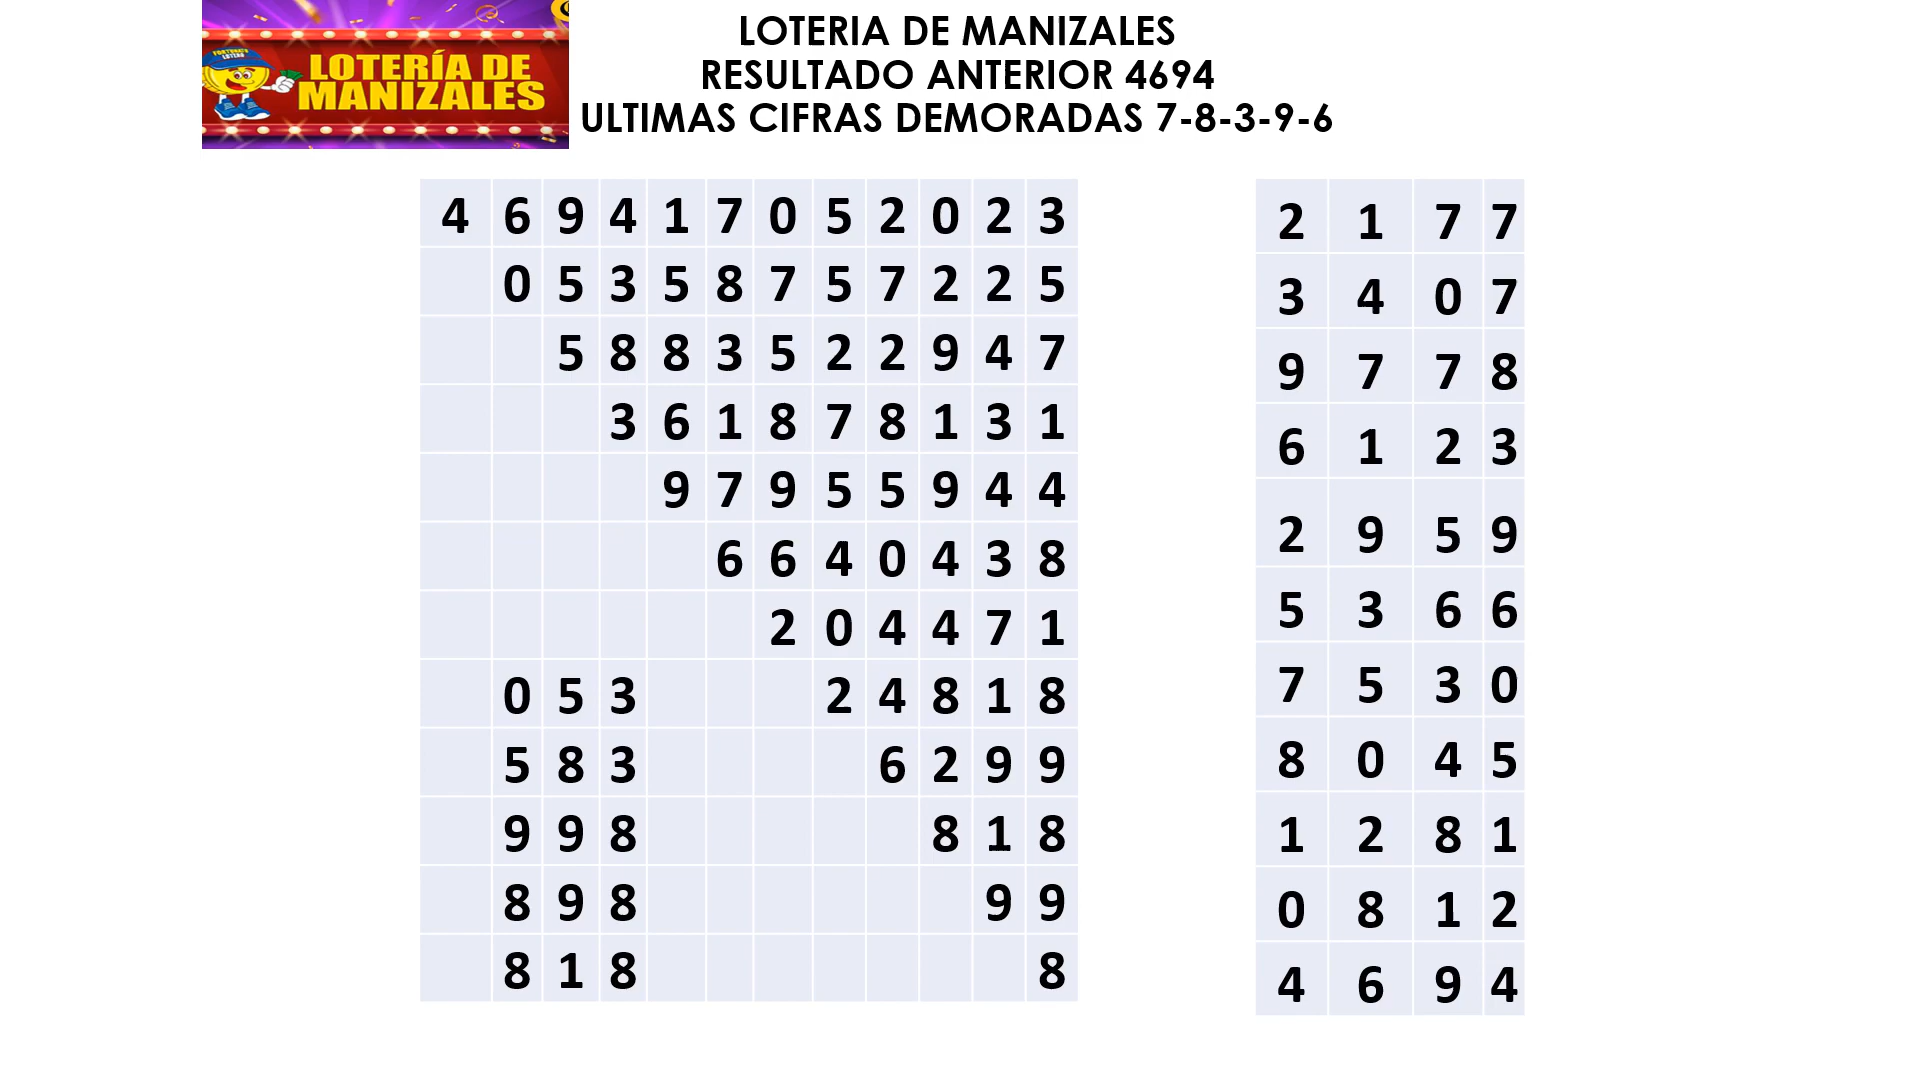 FORTUNATO
LOTERO
LOTERÍA DE
MANIZALES
LOTERIA DE MANIZALES
RESULTADO ANTERIOR 4694
ULTIMAS CIFRAS DEMORADAS 7-8-3-9-6
4 6 9 4 1 7 0 5 2 0 2 3
0 5 3 5 8 7 5 7 2 2 5
5 8 8 3 5 2 2 9 4 7
3 6 1 8 7 8 1 3 1
9 7 9 5 5 9 4 4
6 6 4 0 4 3 8
2 0 4 4 7 1
0 5 3 2 4 8 1 8
5 8 3 6 2 9 9
9 9 8 8 1 8
8 9 8 9 9
8 1 8 8
2 1 7 7
3 4 0 7
9 7 7 8
6 1 2 3
2 9 5 9
5 3 6 6
7 5 3 0
8 0 4 5
1 2 8 1
0 8 1 2
4 6 9 4